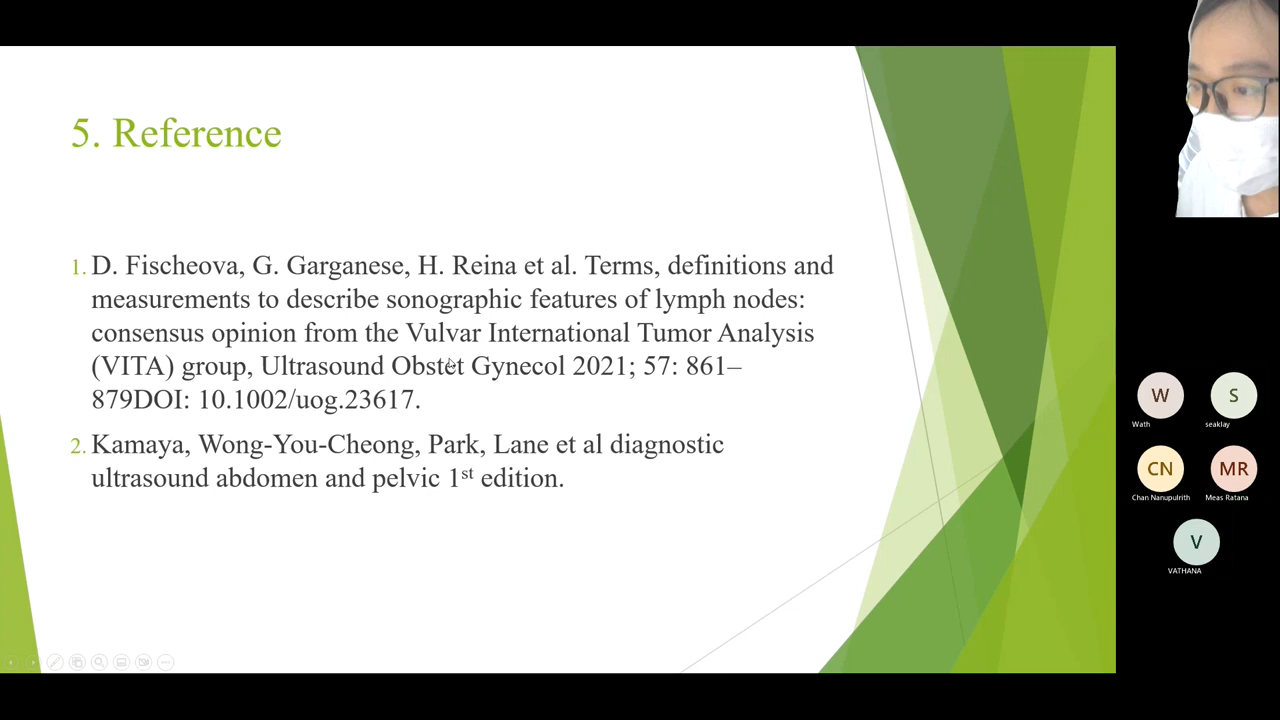 5. Reference
1. D. Fischeova, G. Garganese, H. Reina et al. Terms, definitions and
measurements to describe sonographic features of lymph nodes:
consensus opinion from the Vulvar International Tumor Analysis
(VITA) group, Ultrasound Obstet Gynecol 2021; 57: 861–
879DOI: 10.1002/uog.23617.
2. Kamaya, Wong-You-Cheong, Park, Lane et al diagnostic
ultrasound abdomen and pelvic 1st edition.
W
Wath
S
seaklay
CN
Chan Nanupulrith
MR
Meas Ratana
V
VATHANA